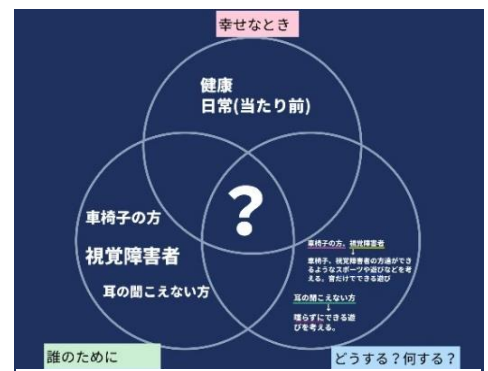 幸せなとき
健康
日常(当たり前)
?
車椅子の方
視覚障害者
耳の聞こえない方
車椅子の方、視覚障害者
↓
車椅子、視覚障害者の方達ができ
るようなスポーツや遊びなどを考
える。音だけでできる遊び
耳の聞こえない方
↓
喋らずにできる遊
びを考える。
誰のために
どうする?何する?